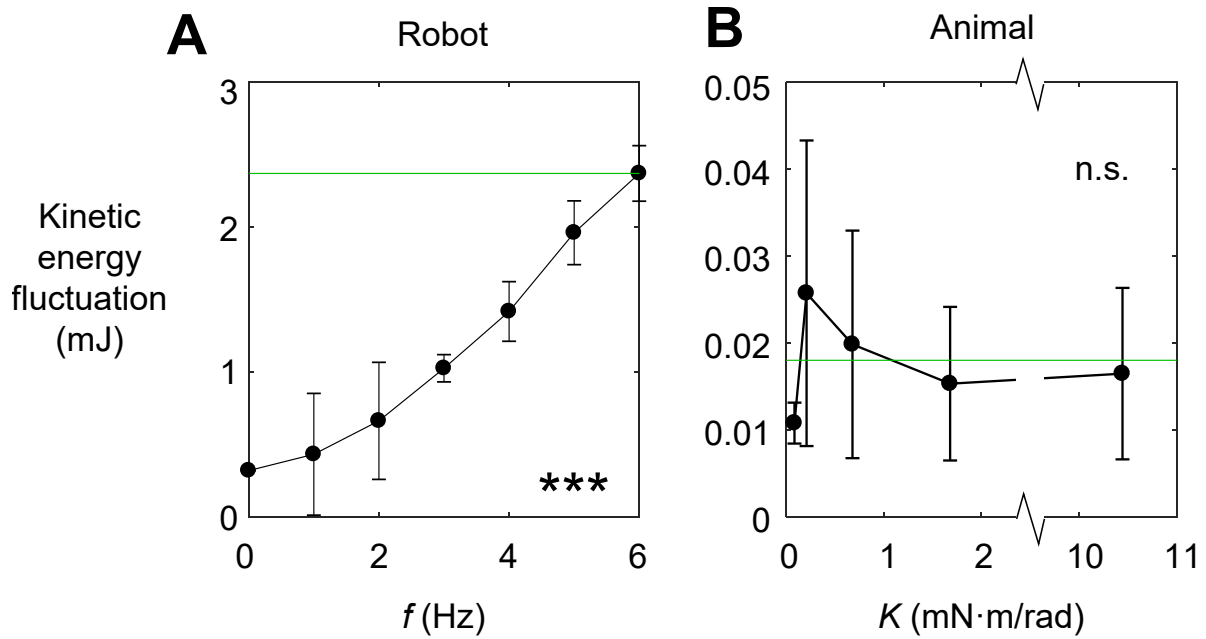 A
Robot
Kinetic
energy
fluctuation
(mJ)
3
2
1
0
0 2 4 6
***
f (Hz)
B
Animal
0.05
0.04
0.03
0.02
0.01
0
n.s.
0 1 2 10 11
K (mN·m/rad)